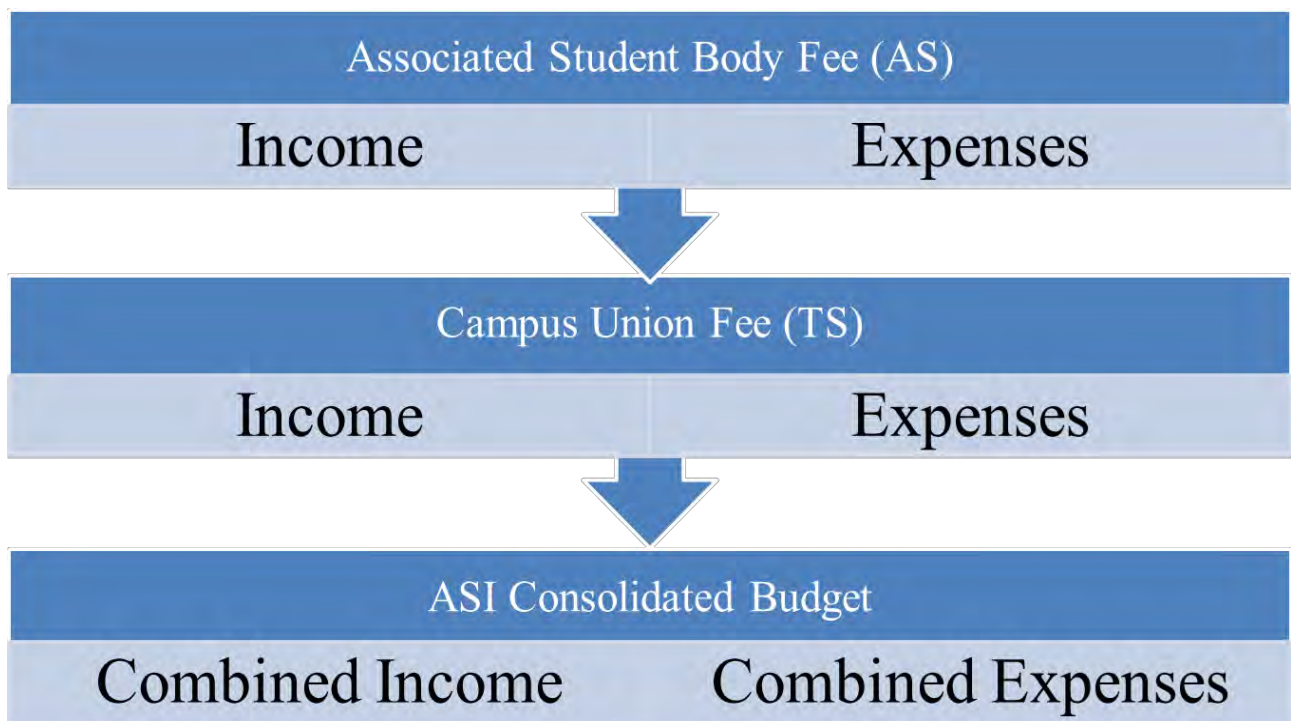 Associated Student Body Fee (AS)
Income Expenses
Campus Union Fee (TS)
Income Expenses
ASI Consolidated Budget
Combined Income Combined Expenses